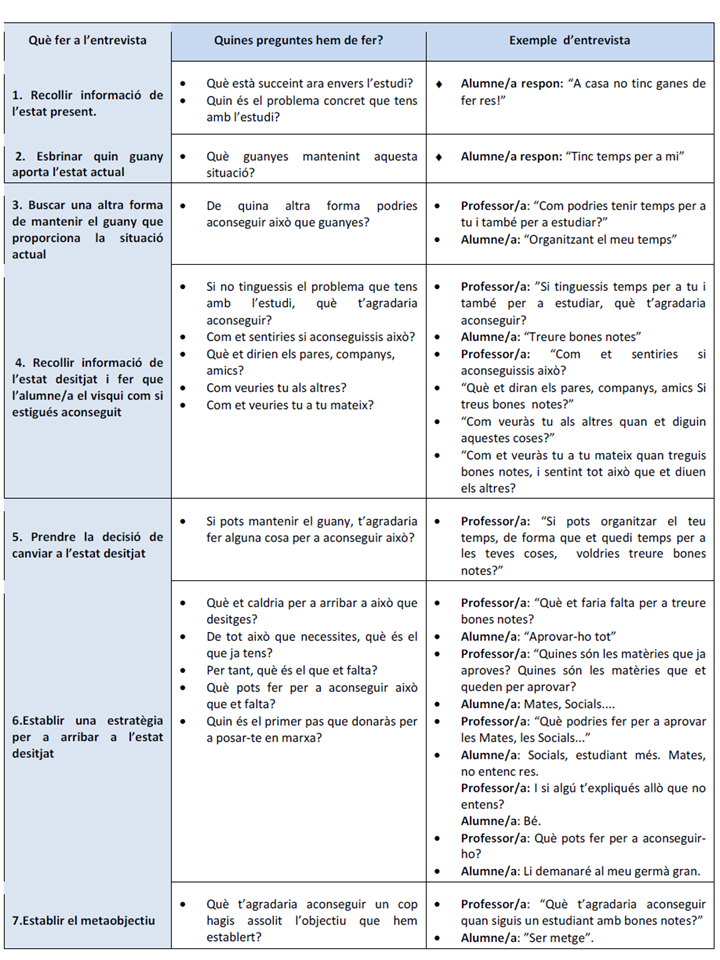 Què fer a l'entrevista
Quines preguntes hem de fer?
Exemple d'entrevista
1. Recollir informació de
l'estat present.
• Què està succeint ara envers l'estudi?
• Quin és el problema concret que tens
amb l'estudi?
♦ Alumne/a respon: "A casa no tinc ganes de
fer res!"
2. Esbrinar quin guany
aporta l'estat actual
• Què guanyes mantenint aquesta
situació?
♦ Alumne/a respon: "Tinc temps per a mi"
3. Buscar una altra forma
de mantenir el guany que
proporciona la situació
actual
• De quina altra forma podries
aconseguir això que guanyes?
• Professor/a: "Com podries tenir temps per a
tu i també per a estudiar?"
• Alumne/a: "Organitzant el meu temps"
4. Recollir informació de
l'estat desitjat i fer que
l'alumne/a el visqui com si
estigués aconseguit
• Si no tinguessis el problema que tens
amb l'estudi, què t'agradaria
aconseguir?
• Com et sentiries si aconseguissis això?
• Què et dirien els pares, companys,
amics?
• Com veuries tu als altres?
• Com et veuries tu a tu mateix?
• Professor/a: "Si tinguessis temps per a tu i
també per a estudiar, què t'agradaria
aconseguir?
• Alumne/a: "Treure bones notes"
• Professor/a: "Com et sentiries si
aconseguissis això?
• "Què et diran els pares, companys, amics Si
treus bones notes?"
• "Com veuràs tu als altres quan et diguin
aquestes coses?"
• "Com et veuràs tu a tu mateix quan treguis
bones notes, i sentint tot això que et diuen
els altres?
5. Prendre la decisió de
canviar a l'estat desitjat
• Si pots mantenir el guany, t'agradaria
fer alguna cosa per a aconseguir això?
• Professor/a: "Si pots organitzar el teu
temps, de forma que et quedi temps per a
les teves coses, voldries treure bones
notes?"
6.Establir una estratègia
per a arribar a l'estat
desitjat
• Què et caldria per a arribar a això que
desitges?
• De tot això que necessites, què és el
que ja tens?
• Per tant, què és el que et falta?
• Què pots fer per a aconseguir això
que et falta?
• Quin és el primer pas que donaràs per
a posar-te en marxa?
• Professor/a: "Què et faria falta per a treure
bones notes?
• Alumne/a: "Aprovar-ho tot"
• Professor/a: "Quines són les matèries que ja
aproves? Quines són les matèries que et
queden per aprovar?
• Alumne/a: Mates, Socials....
• Professor/a: "Què podries fer per a aprovar
les Mates, les Socials..."
• Alumne/a: Socials, estudiant més. Mates,
no entenc res.
Professor/a: I si algú t'expliqués allò que no
entens?
Alumne/a: Bé.
• Professor/a: Què pots fer per a aconseguir-
ho?
• Alumne/a: Li demanaré al meu germà gran.
7.Establir el metaobjectiu
• Què t'agradaria aconseguir un cop
hagis assolit l'objectiu que hem
establert?
• Professor/a: "Què t'agradaria aconseguir
quan siguis un estudiant amb bones notes?"
• Alumne/a: "Ser metge".